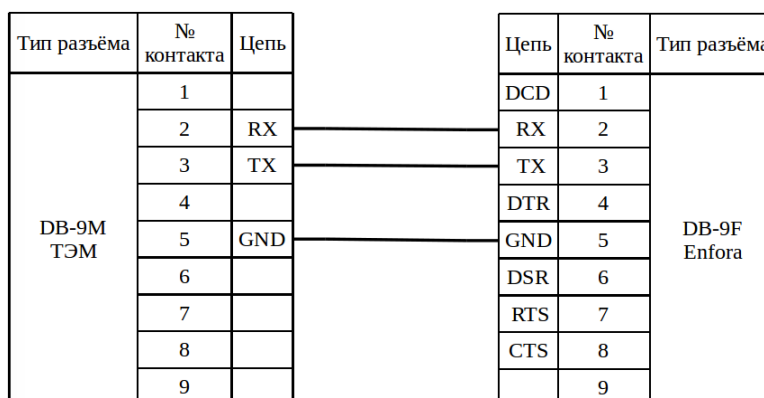 Тип разъёма № контакта Цепь Цепь № контакта Тип разъёма
1 DCD 1
2 RX RX 2
3 TX TX 3
4 DTR 4
DB-9M ТЭМ 5 GND GND 5 DB-9F Enfora
6 DSR 6
7 RTS 7
8 CTS 8
9 9